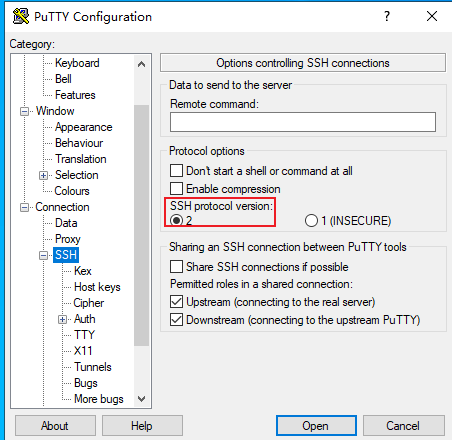 PuTTY Configuration
Category:
Keyboard
Bell
Features
Window
Appearance
Behaviour
Translation
Selection
Colours
Connection
Data
Proxy
SSH
Kex
Host keys
Cipher
Auth
TTY
X11
Tunnels
Bugs
More bugs
Options controlling SSH connections
Data to send to the server
Remote command:
Protocol options
Don't start a shell or command at all
Enable compression
SSH protocol version:
2 1 (INSECURE)
Sharing an SSH connection between PuTTY tools
Share SSH connections if possible
Permitted roles in a shared connection:
Upstream (connecting to the real server)
Downstream (connecting to the upstream PuTTY)
About Help Open Cancel